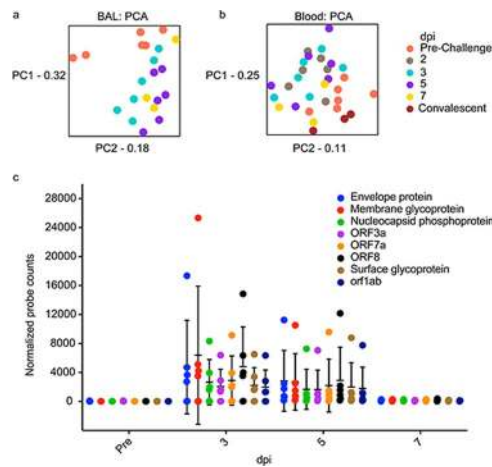 a
BAL: PCA
PC1 - 0.32
PC2 - 0.18
b
Blood: PCA
PC1 - 0.25
PC2 - 0.11
dpi
Pre-Challenge
2
3
5
7
Convalescent
c
Normalized probe counts
28000
24000
20000
16000
12000
8000
4000
0
Envelope protein
Membrane glycoprotein
Nucleocapsid phosphoprotein
ORF3a
ORF7a
ORF8
Surface glycoprotein
orf1ab
Pre
3
5
7
dpi